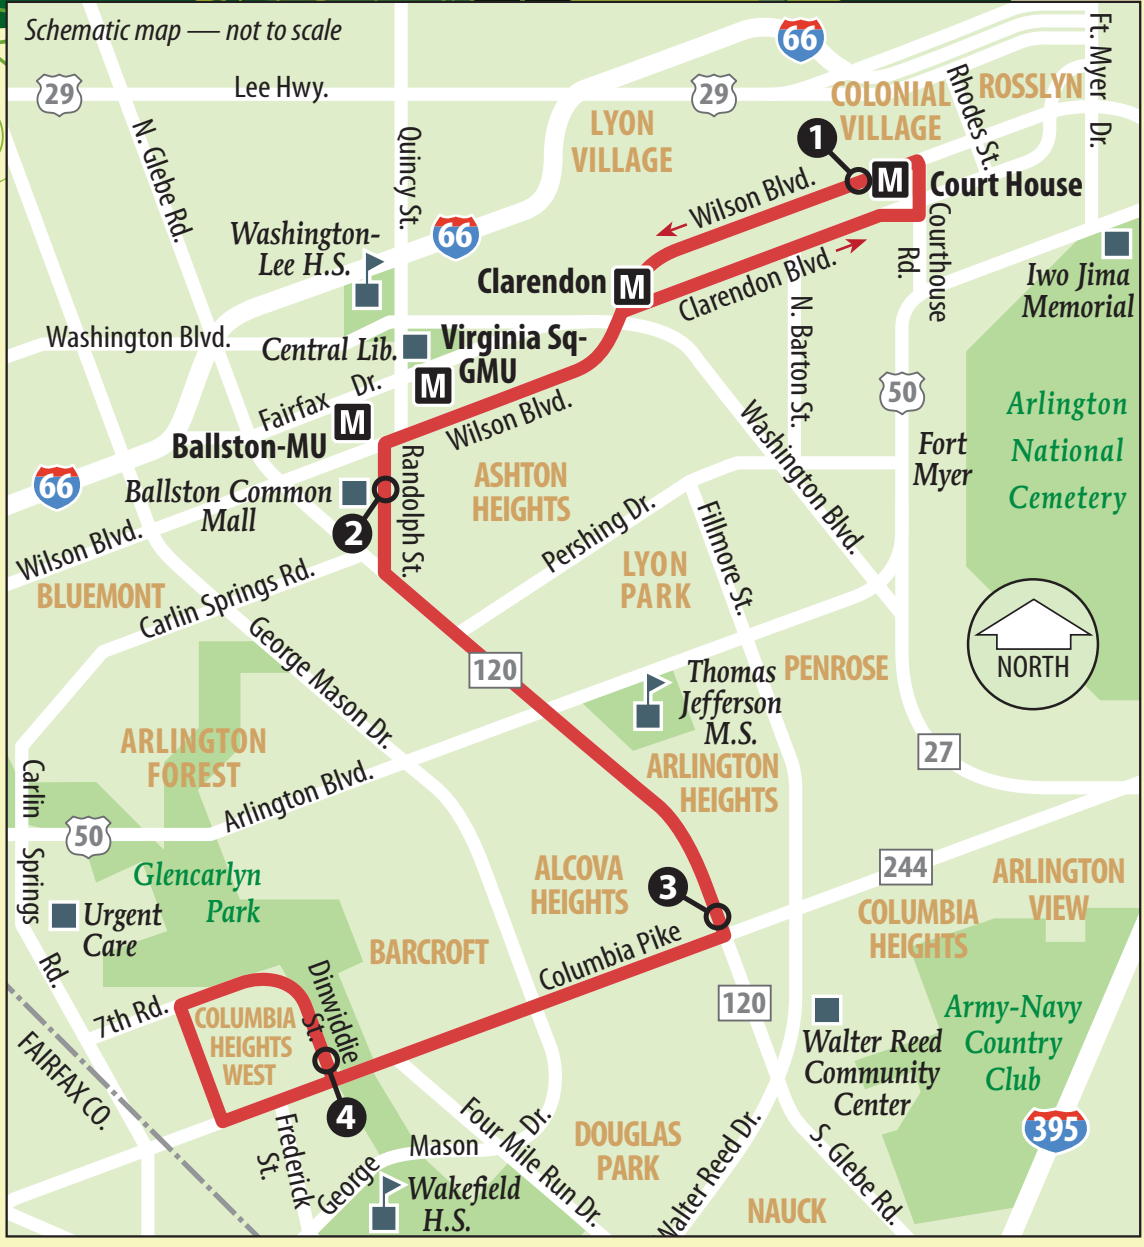 Schematic map — not to scale
66
29
Lee Hwy.
29
COLONIAL
VILLAGE
ROSSLYN
Ft. Myer Dr.
Rhodes St.
N. Glebe Rd.
Quincy St.
LYON
VILLAGE
1
M
Court House
Wilson Blvd.
Clarendon Blvd.
Courthouse
Rd.
Washington-
Lee H.S.
66
Clarendon
M
Iwo Jima
Memorial
N. Barton St.
Washington Blvd.
Central Lib.
Virginia Sq-
GMU
M
Fairfax Dr.
M
Ballston-MU
Wilson Blvd.
50
Arlington
National
Cemetery
Washington Blvd.
Fort
Myer
66
Ballston Common
Mall
2
Randolph St.
ASHTON
HEIGHTS
Pershing Dr.
Fillmore St.
Wilson Blvd.
BLUEMONT
Carlin Springs Rd.
LYON
PARK
George Mason Dr.
120
Thomas
Jefferson
M.S.
PENROSE
NORTH
ARLINGTON
FOREST
ARLINGTON
HEIGHTS
27
Carlin
Springs
Rd.
50
Arlington Blvd.
Glencarlyn
Park
Urgent
Care
ALCOVA
HEIGHTS
3
244
ARLINGTON
VIEW
COLUMBIA
HEIGHTS
BARCROFT
Columbia Pike
Dinwiddie
St.
7th Rd.
COLUMBIA
HEIGHTS
WEST
120
Walter Reed
Community
Center
Army-Navy
Country
Club
FAIRFAX CO.
4
Frederick
St.
George
Mason
Dr.
Four Mile Run Dr.
DOUGLAS
PARK
Walter Reed Dr.
S. Glebe Rd.
395
Wakefield
H.S.
NAUCK